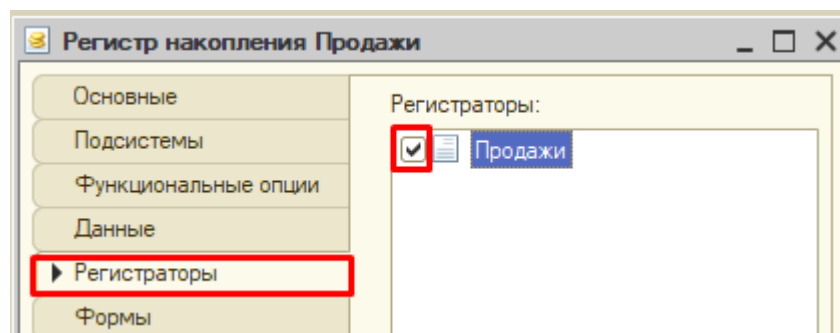 Регистр накопления Продажи
Основные
Подсистемы
Функциональные опции
Данные
Регистраторы
Формы
Регистраторы:
Продажи